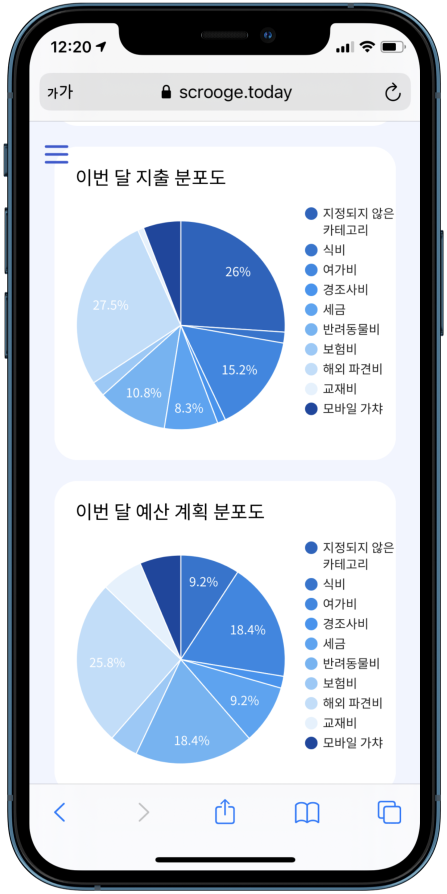 12:20
가가 scrooge.today
이번 달 지출 분포도
26%
27.5%
15.2%
10.8%
8.3%
지정되지 않은
카테고리
식비
여가비
경조사비
세금
반려동물비
보험비
해외 파견비
교재비
모바일 가챠
이번 달 예산 계획 분포도
9.2%
18.4%
25.8%
9.2%
18.4%
지정되지 않은
카테고리
식비
여가비
경조사비
세금
반려동물비
보험비
해외 파견비
교재비
모바일 가챠